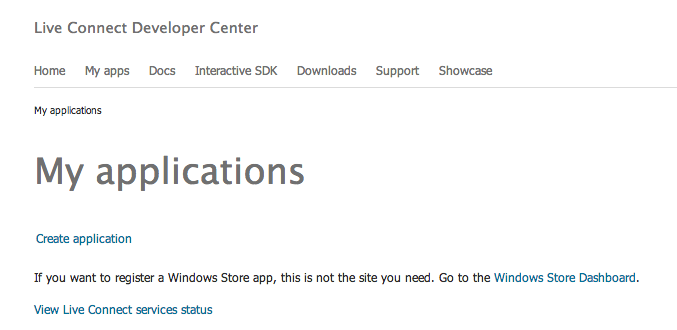 Live Connect Developer Center
Home My apps Docs Interactive SDK Downloads Support Showcase
My applications
My applications
Create application
If you want to register a Windows Store app, this is not the site you need. Go to the Windows Store Dashboard.
View Live Connect services status